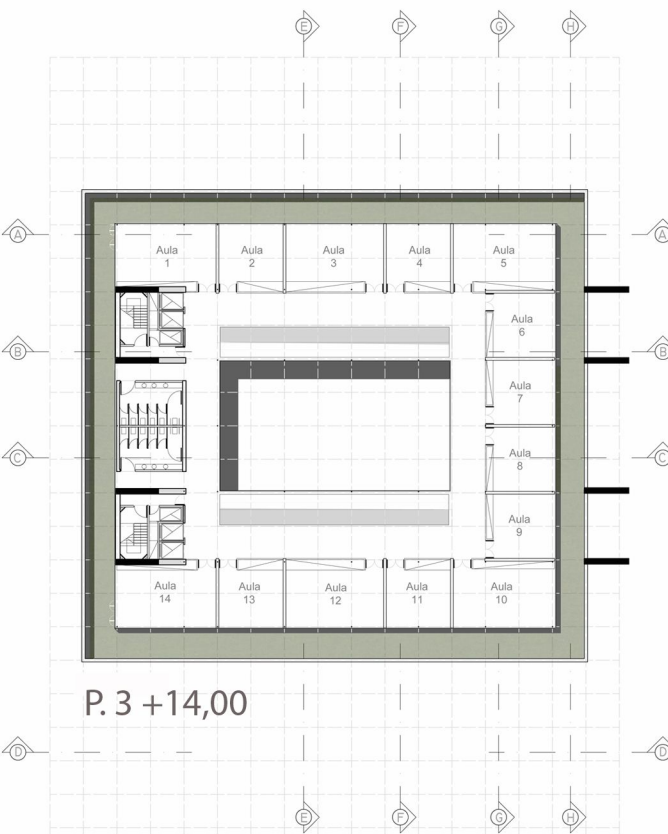 E F G H
A A
Aula
1
Aula
2
Aula
3
Aula
4
Aula
5
Aula
6
B B
Aula
7
Aula
8
C C
Aula
9
Aula
14
Aula
13
Aula
12
Aula
11
Aula
10
P. 3 +14,00
D D
E F G H